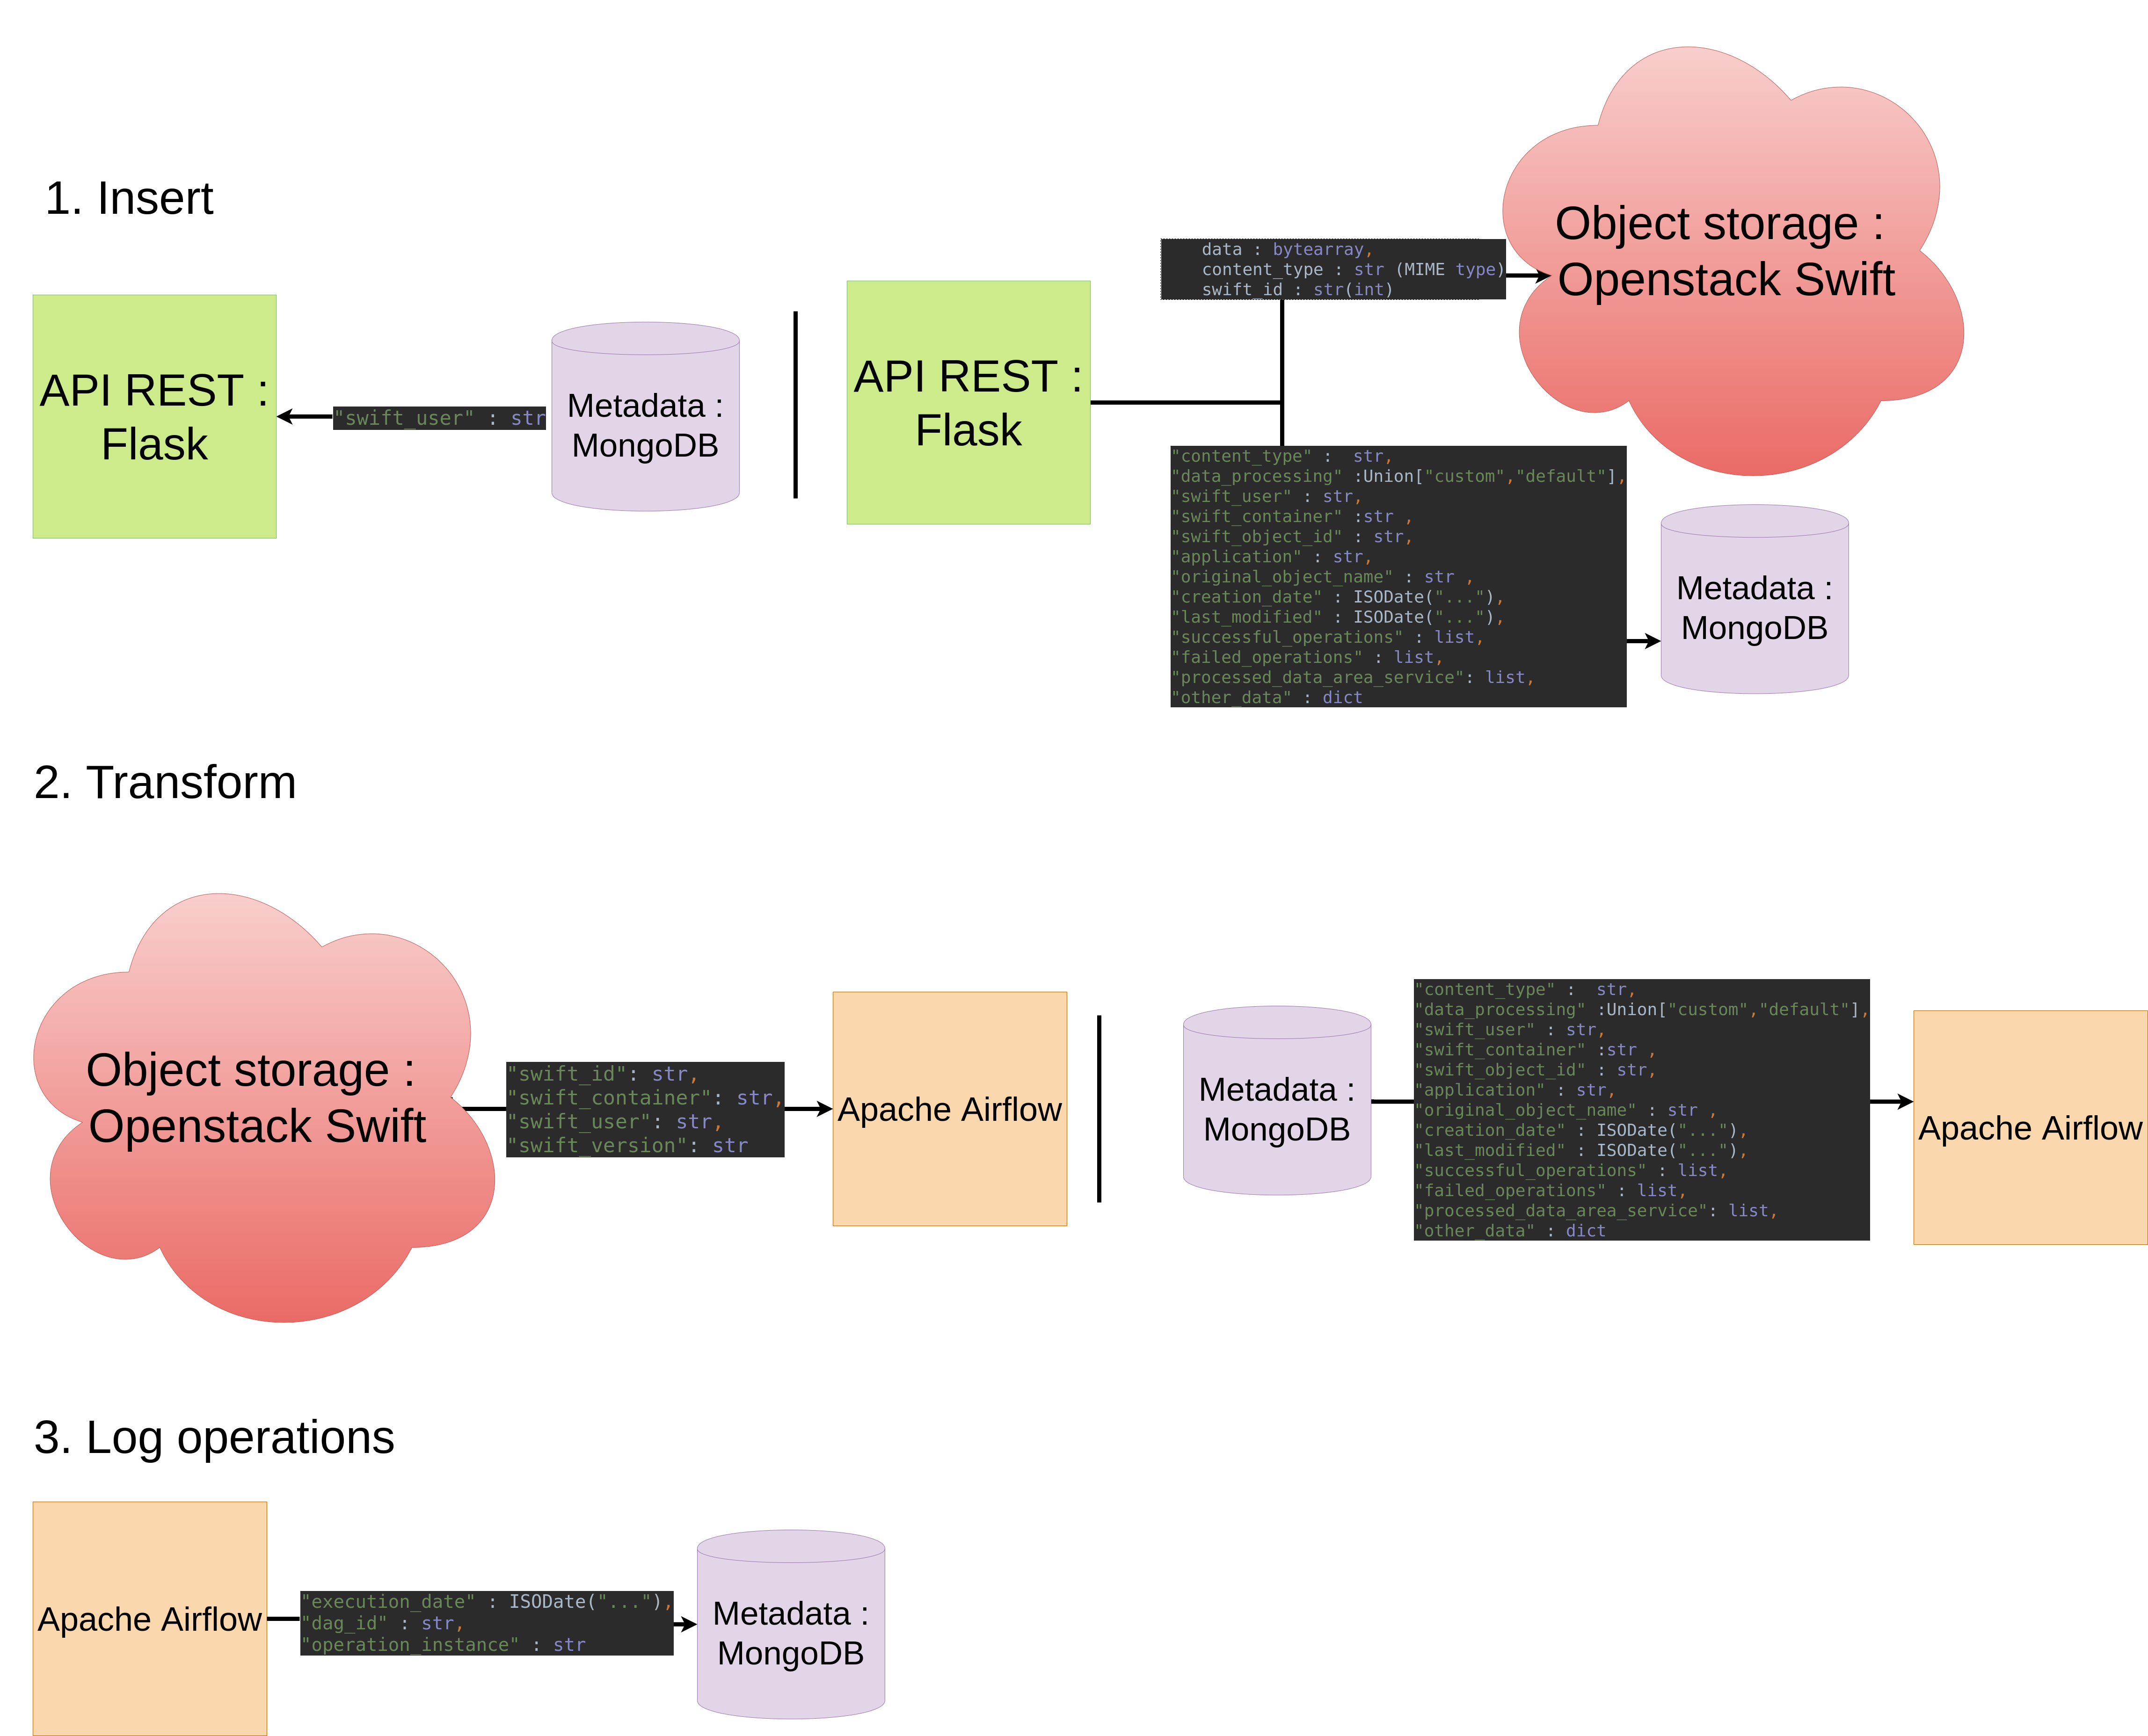 1. Insert
API REST :
Flask
"swift_user" : str
Metadata :
MongoDB
API REST :
Flask
data : bytearray,
content_type : str (MIME type)
swift_id : str(int)
Object storage :
Openstack Swift
"content_type" :  str,
"data_processing" :Union["custom","default"],
"swift_user" : str,
"swift_container" :str ,
"swift_object_id" : str,
"application" : str,
"original_object_name" : str ,
"creation_date" : ISODate("..."),
"last_modified" : ISODate("..."),
"successful_operations" : list,
"failed_operations" : list,
"processed_data_area_service": list,
"other_data" : dict
Metadata :
MongoDB
2. Transform
Object storage :
Openstack Swift
"swift_id": str,
"swift_container": str,
"swift_user": str,
"swift_version": str
Apache Airflow
Metadata :
MongoDB
"content_type" :  str,
"data_processing" :Union["custom","default"],
"swift_user" : str,
"swift_container" :str ,
"swift_object_id" : str,
"application" : str,
"original_object_name" : str ,
"creation_date" : ISODate("..."),
"last_modified" : ISODate("..."),
"successful_operations" : list,
"failed_operations" : list,
"processed_data_area_service": list,
"other_data" : dict
Apache Airflow
3. Log operations
Apache Airflow
"execution_date" : ISODate("..."),
"dag_id" : str,
"operation_instance" : str
Metadata :
MongoDB